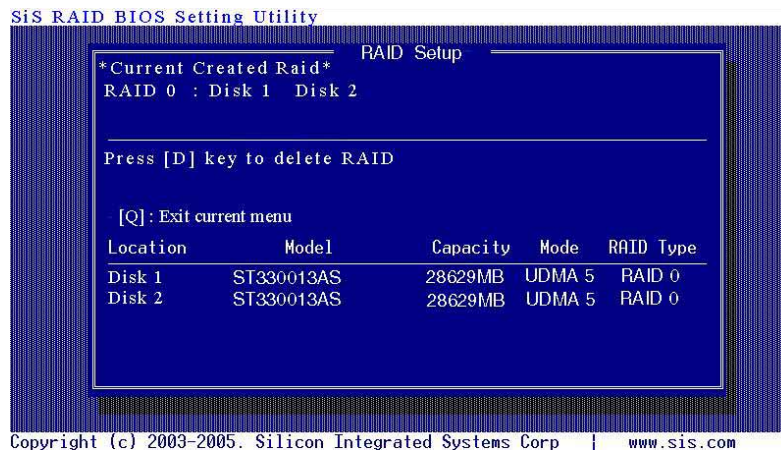 SiS RAID BIOS Setting Utility
RAID Setup
*Current Created Raid*
RAID 0 : Disk 1 Disk 2
Press [D] key to delete RAID
[Q] : Exit current menu
Location Model Capacity Mode RAID Type
Disk 1 ST330013AS 28629MB UDMA 5 RAID 0
Disk 2 ST330013AS 28629MB UDMA 5 RAID 0
Copyright (c) 2003-2005. Silicon Integrated Systems Corp | www.sis.com